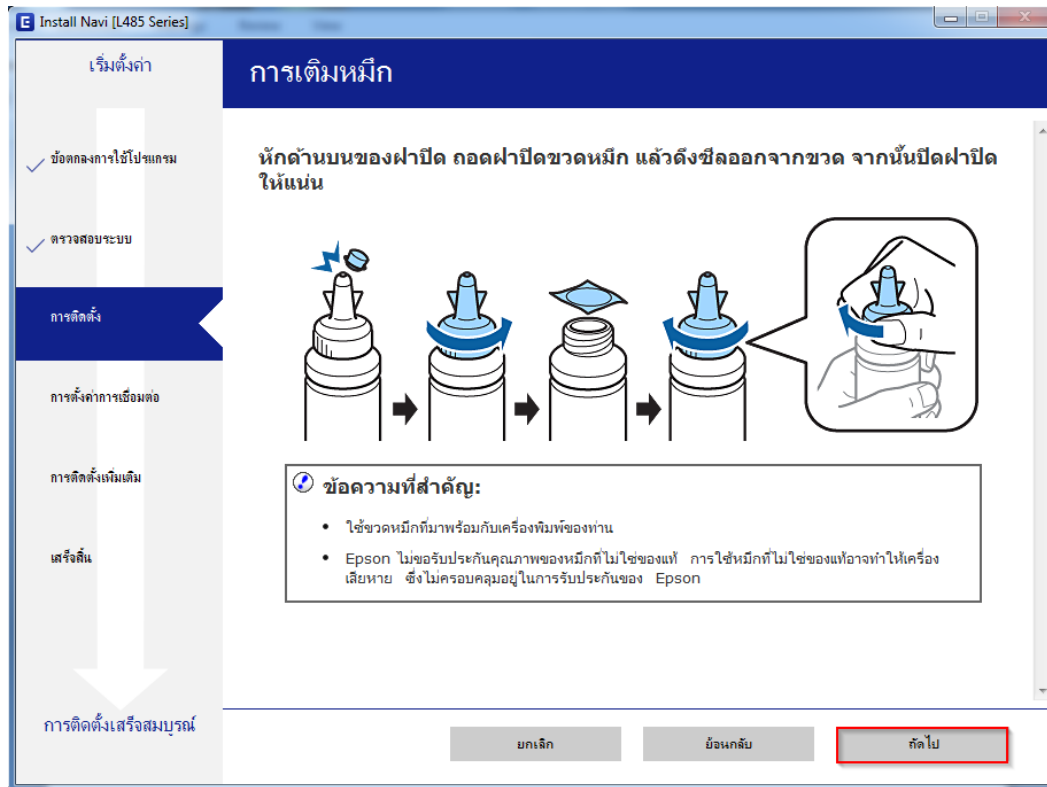 Install Navi [L485 Series]
เริ่มตั้งค่า
การเติมหมึก
ข้อตกลงการใช้โปรแกรม
ตรวจสอบระบบ
การติดตั้ง
การตั้งค่าการเชื่อมต่อ
การติดตั้งเพิ่มเติม
เสร็จสิ้น
การติดตั้งเสร็จสมบูรณ์
หักด้านบนของฝาปิด ถอดฝาปิดขวดหมึก แล้วดึงซีลออกจากขวด จากนั้นปิดฝาปิด
ให้แน่น
ข้อความที่สำคัญ:
• ใช้ขวดหมึกที่มาพร้อมกับเครื่องพิมพ์ของท่าน
• Epson ไม่ขอรับประกันคุณภาพของหมึกที่ไม่ใช่ของแท้ การใช้หมึกที่ไม่ใช่ของแท้อาจทำให้เครื่อง
เสียหาย ซึ่งไม่ครอบคลุมอยู่ในการรับประกันของ Epson
ยกเลิก
ย้อนกลับ
ถัดไป